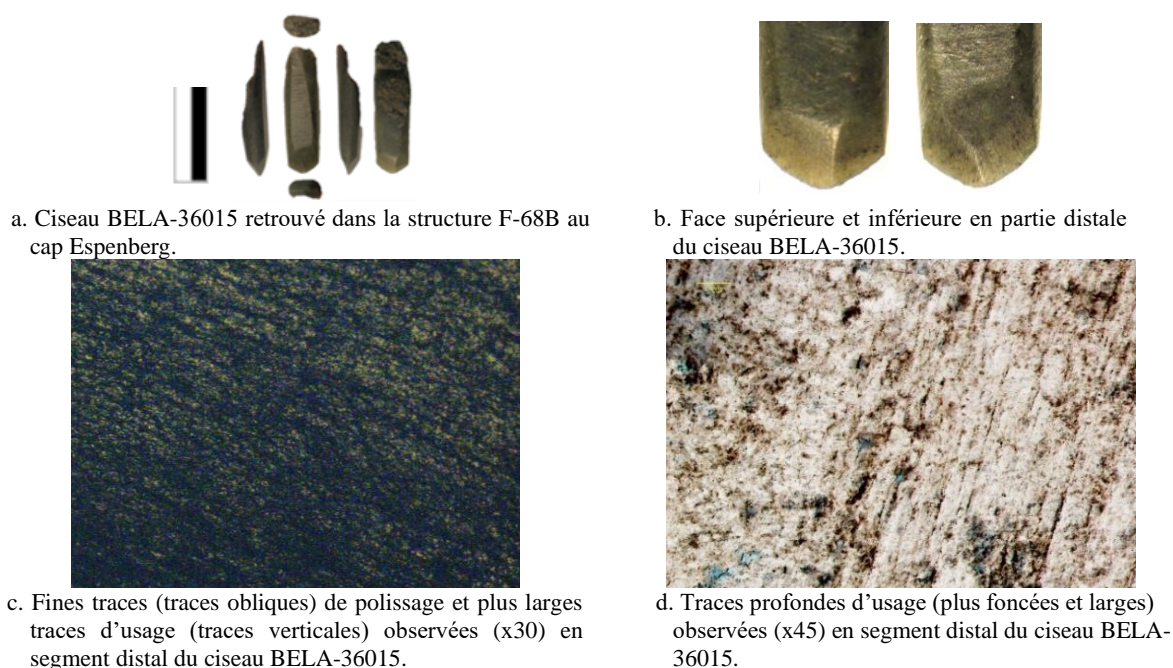 a. Ciseau BELA-36015 retrouvé dans la structure F-68B au
cap Espenberg.
b. Face supérieure et inférieure en partie distale
du ciseau BELA-36015.
c. Fines traces (traces obliques) de polissage et plus larges
traces d'usage (traces verticales) observées (x30) en
segment distal du ciseau BELA-36015.
d. Traces profondes d'usage (plus foncées et larges)
observées (x45) en segment distal du ciseau BELA-
36015.